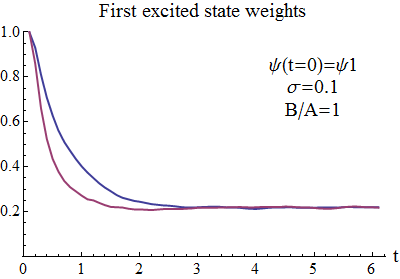 First excited state weights
1.0
0.8
0.6
0.4
0.2
ψ(t=0)=ψ1
σ=0.1
B/A=1
0 1 2 3 4 5 6 t